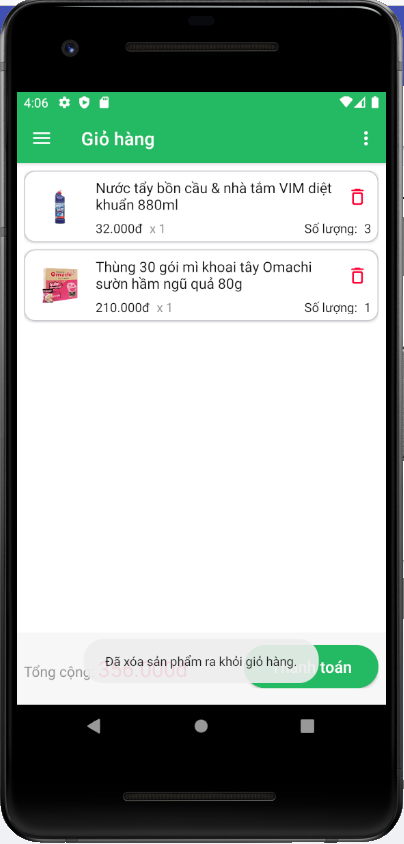 4:06
Giỏ hàng
Nước tẩy bồn cầu & nhà tắm VIM diệt
khuẩn 880ml
32.000đ x 1
Số lượng: 3
Thùng 30 gói mì khoai tây Omachi
sườn hầm ngũ quả 80g
210.000đ x 1
Số lượng: 1
Đã xóa sản phẩm ra khỏi giỏ hàng.
Tổng cộng
toán